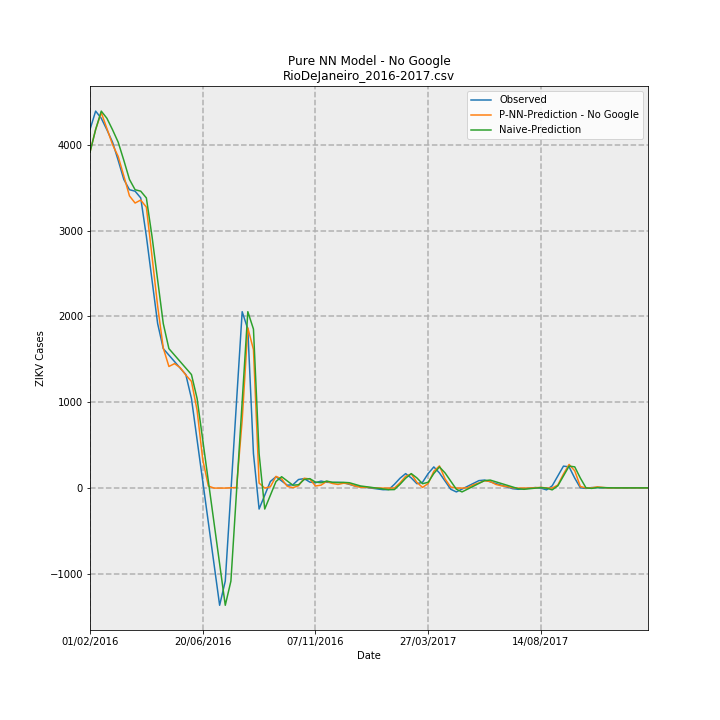 Pure NN Model - No Google
RioDeJaneiro_2016-2017.csv
Observed
P-NN-Prediction - No Google
Naive-Prediction
ZIKV Cases
4000
3000
2000
1000
0
−1000
01/02/2016
20/06/2016
07/11/2016
27/03/2017
14/08/2017
Date